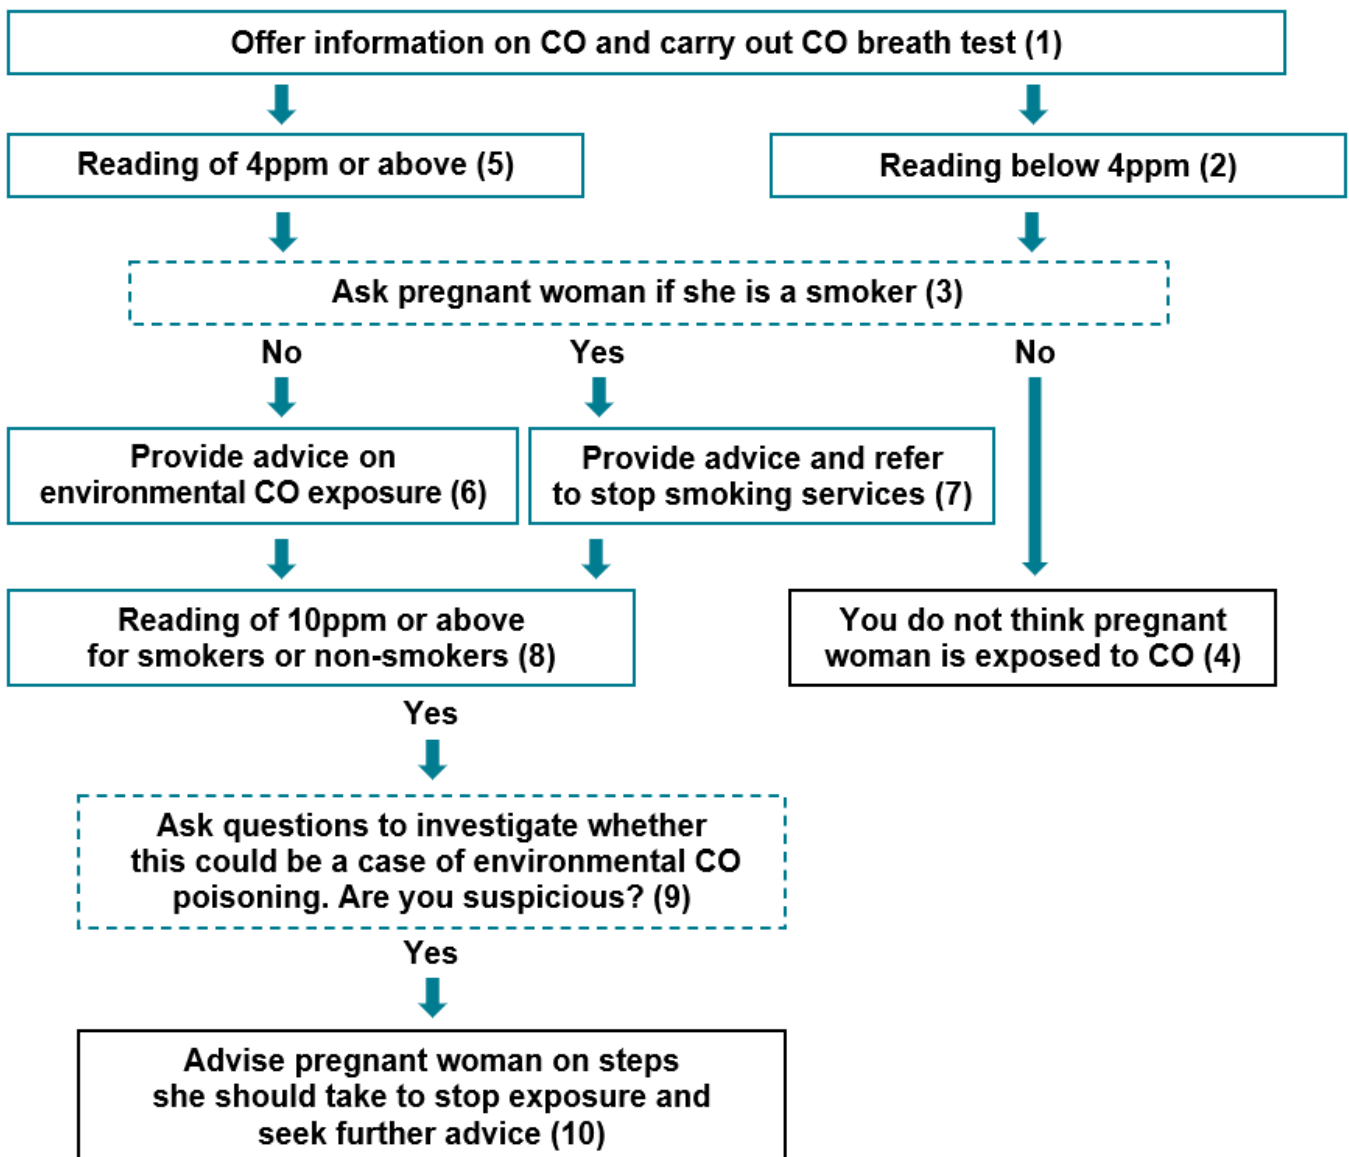 Offer information on CO and carry out CO breath test (1)
Reading of 4ppm or above (5)
Reading below 4ppm (2)
Ask pregnant woman if she is a smoker (3)
No
Yes
No
Provide advice on
environmental CO exposure (6)
Provide advice and refer
to stop smoking services (7)
Reading of 10ppm or above
for smokers or non-smokers (8)
You do not think pregnant
woman is exposed to CO (4)
Yes
Ask questions to investigate whether
this could be a case of environmental CO
poisoning. Are you suspicious? (9)
Yes
Advise pregnant woman on steps
she should take to stop exposure and
seek further advice (10)